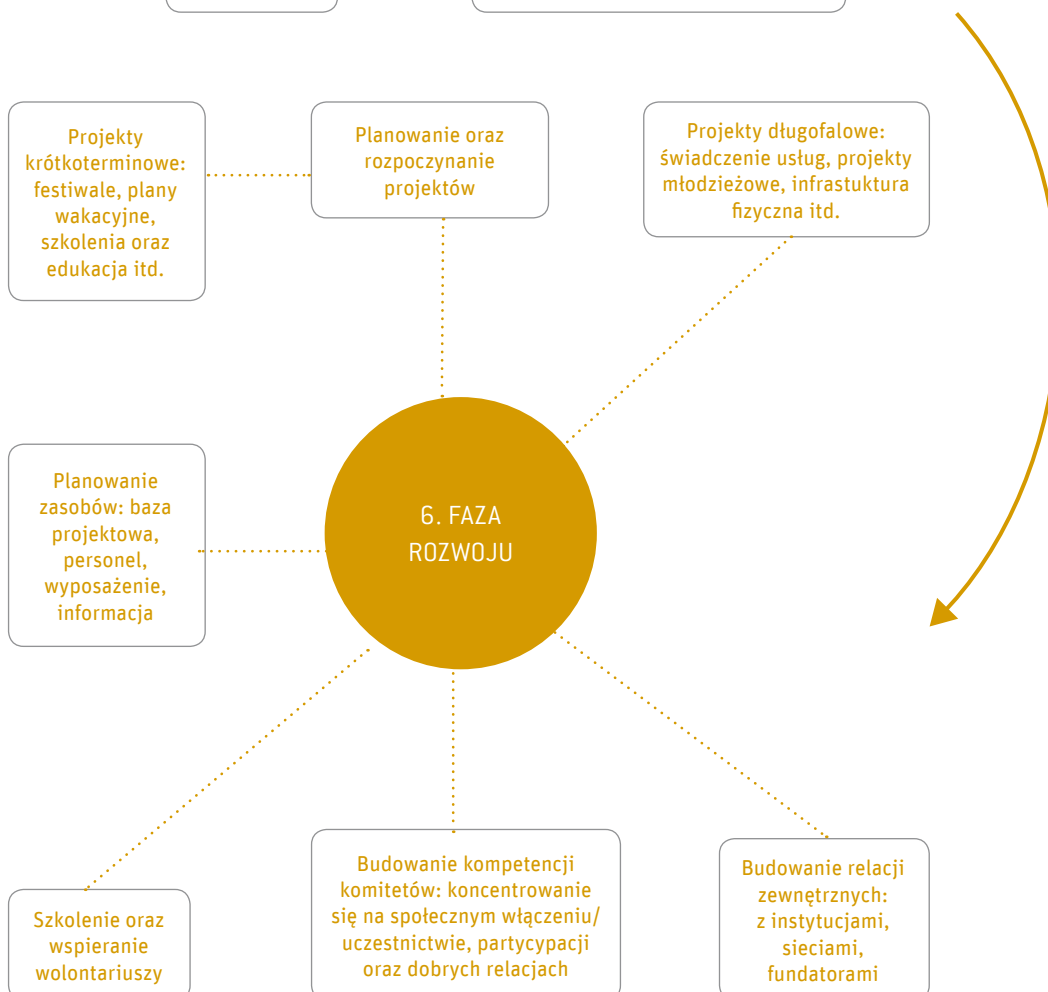 Projekty
krótkoterminowe:
festiwale, plany
wakacyjne,
szkolenia oraz
edukacja itd.
Planowanie oraz
rozpoczynanie
projektów
Projekty długofalowe:
świadczenie usług, projekty
młodzieżowe, infrastuktura
fizyczna itd.
Planowanie
zasobów: baza
projektowa,
personel,
wyposażenie,
informacja
6. FAZA
ROZWOJU
Szkolenie oraz
wspieranie
wolontariuszy
Budowanie kompetencji
komitetów: koncentrowanie
się na społecznym włączeniu/
uczestnictwie, partycypacji
oraz dobrych relacjach
Budowanie relacji
zewnętrznych:
z instytucjami,
sieciami,
fundatorami